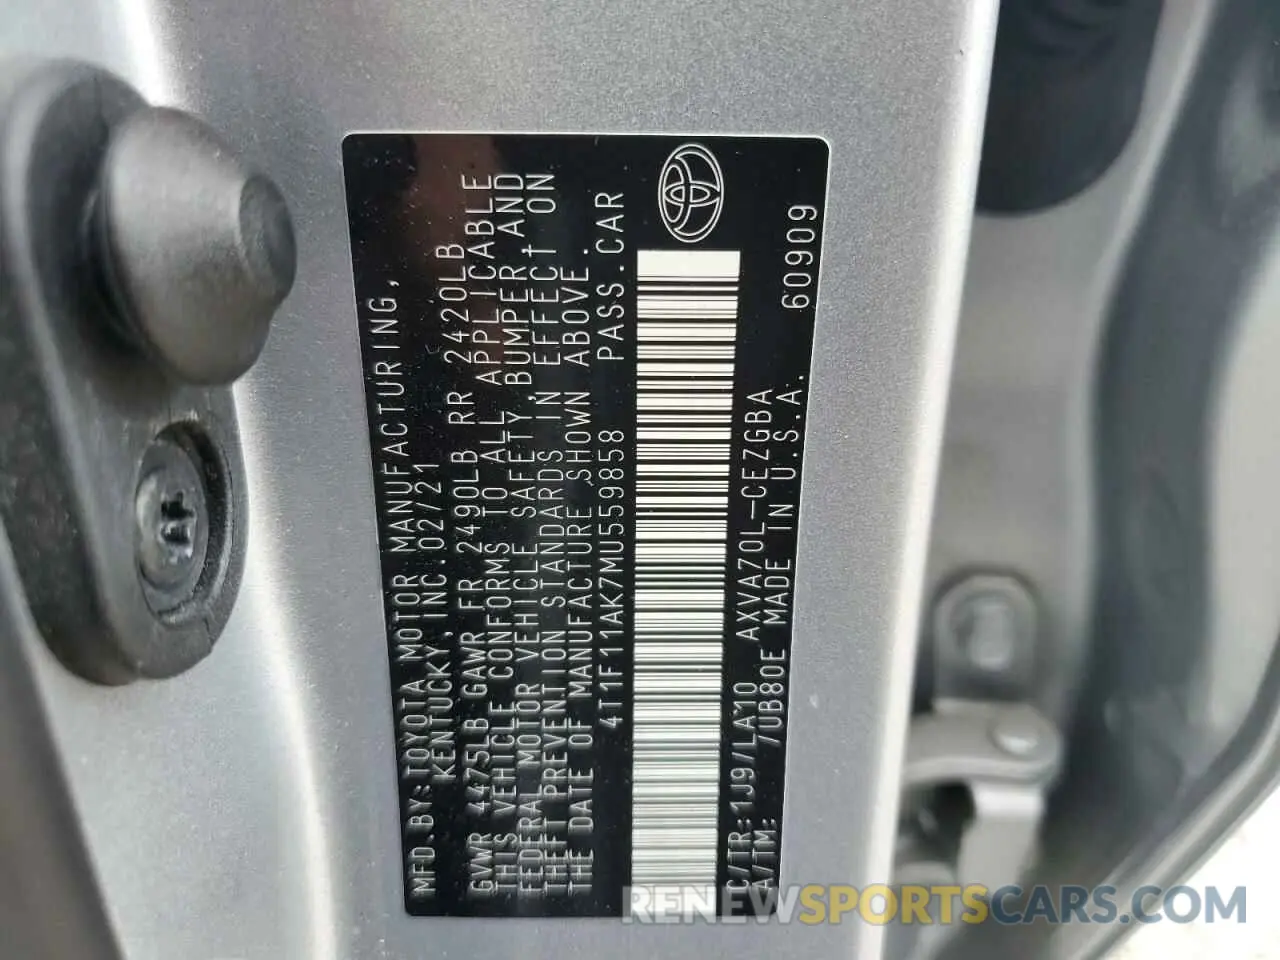 MFD.BY:TOYOTA MOTOR MANUFACTURING,
KENTUCKY,INC.02/21
GVWR 4475LB GAWR FR 2490LB RR 2420LB
THIS VEHICLE CONFORMS TO ALL APPLICABLE
FEDERAL MOTOR VEHICLE SAFETY,BUMPER,AND
THEFT PREVENTION STANDARDS IN EFFECT ON
THE DATE OF MANUFACTURE SHOWN ABOVE.
4T1F11AK7MU559858 PASS.CAR
C/TR:1J9/LA10 AXVA70L-CEZGBA
A/TM: /UB80E MADE IN U.S.A.
60909
RENEWSPORTSCARS.COM